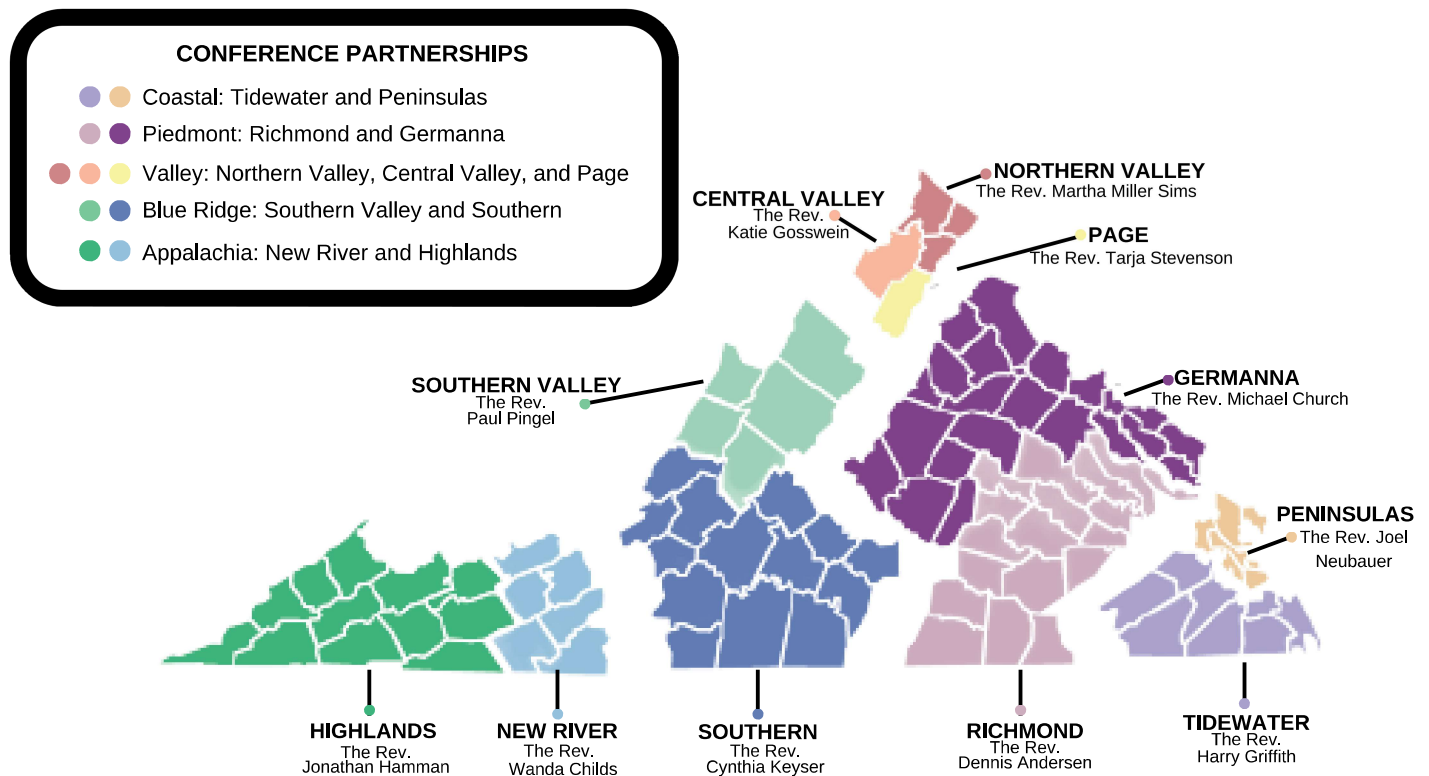 CONFERENCE PARTNERSHIPS
Coastal: Tidewater and Peninsulas
Piedmont: Richmond and Germanna
Valley: Northern Valley, Central Valley, and Page
Blue Ridge: Southern Valley and Southern
Appalachia: New River and Highlands
NORTHERN VALLEY
The Rev. Martha Miller Sims
CENTRAL VALLEY
The Rev.
Katie Gosswein
PAGE
The Rev. Tarja Stevenson
SOUTHERN VALLEY
The Rev.
Paul Pingel
GERMANNA
The Rev. Michael Church
PENINSULAS
The Rev. Joel
Neubauer
HIGHLANDS
The Rev.
Jonathan Hamman
NEW RIVER
The Rev.
Wanda Childs
SOUTHERN
The Rev.
Cynthia Keyser
RICHMOND
The Rev.
Dennis Andersen
TIDEWATER
The Rev.
Harry Griffith